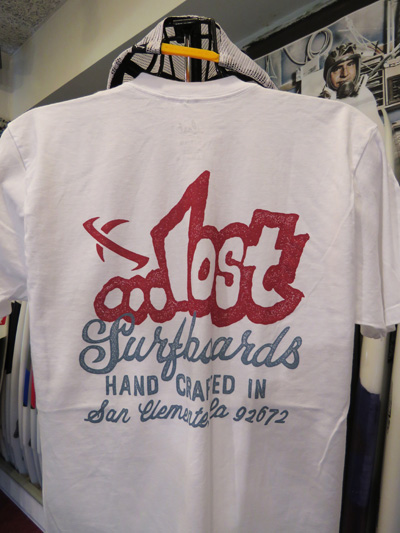 ...lost
Surfboards
HAND CRAFTED IN
San Clemente, Ca 92672